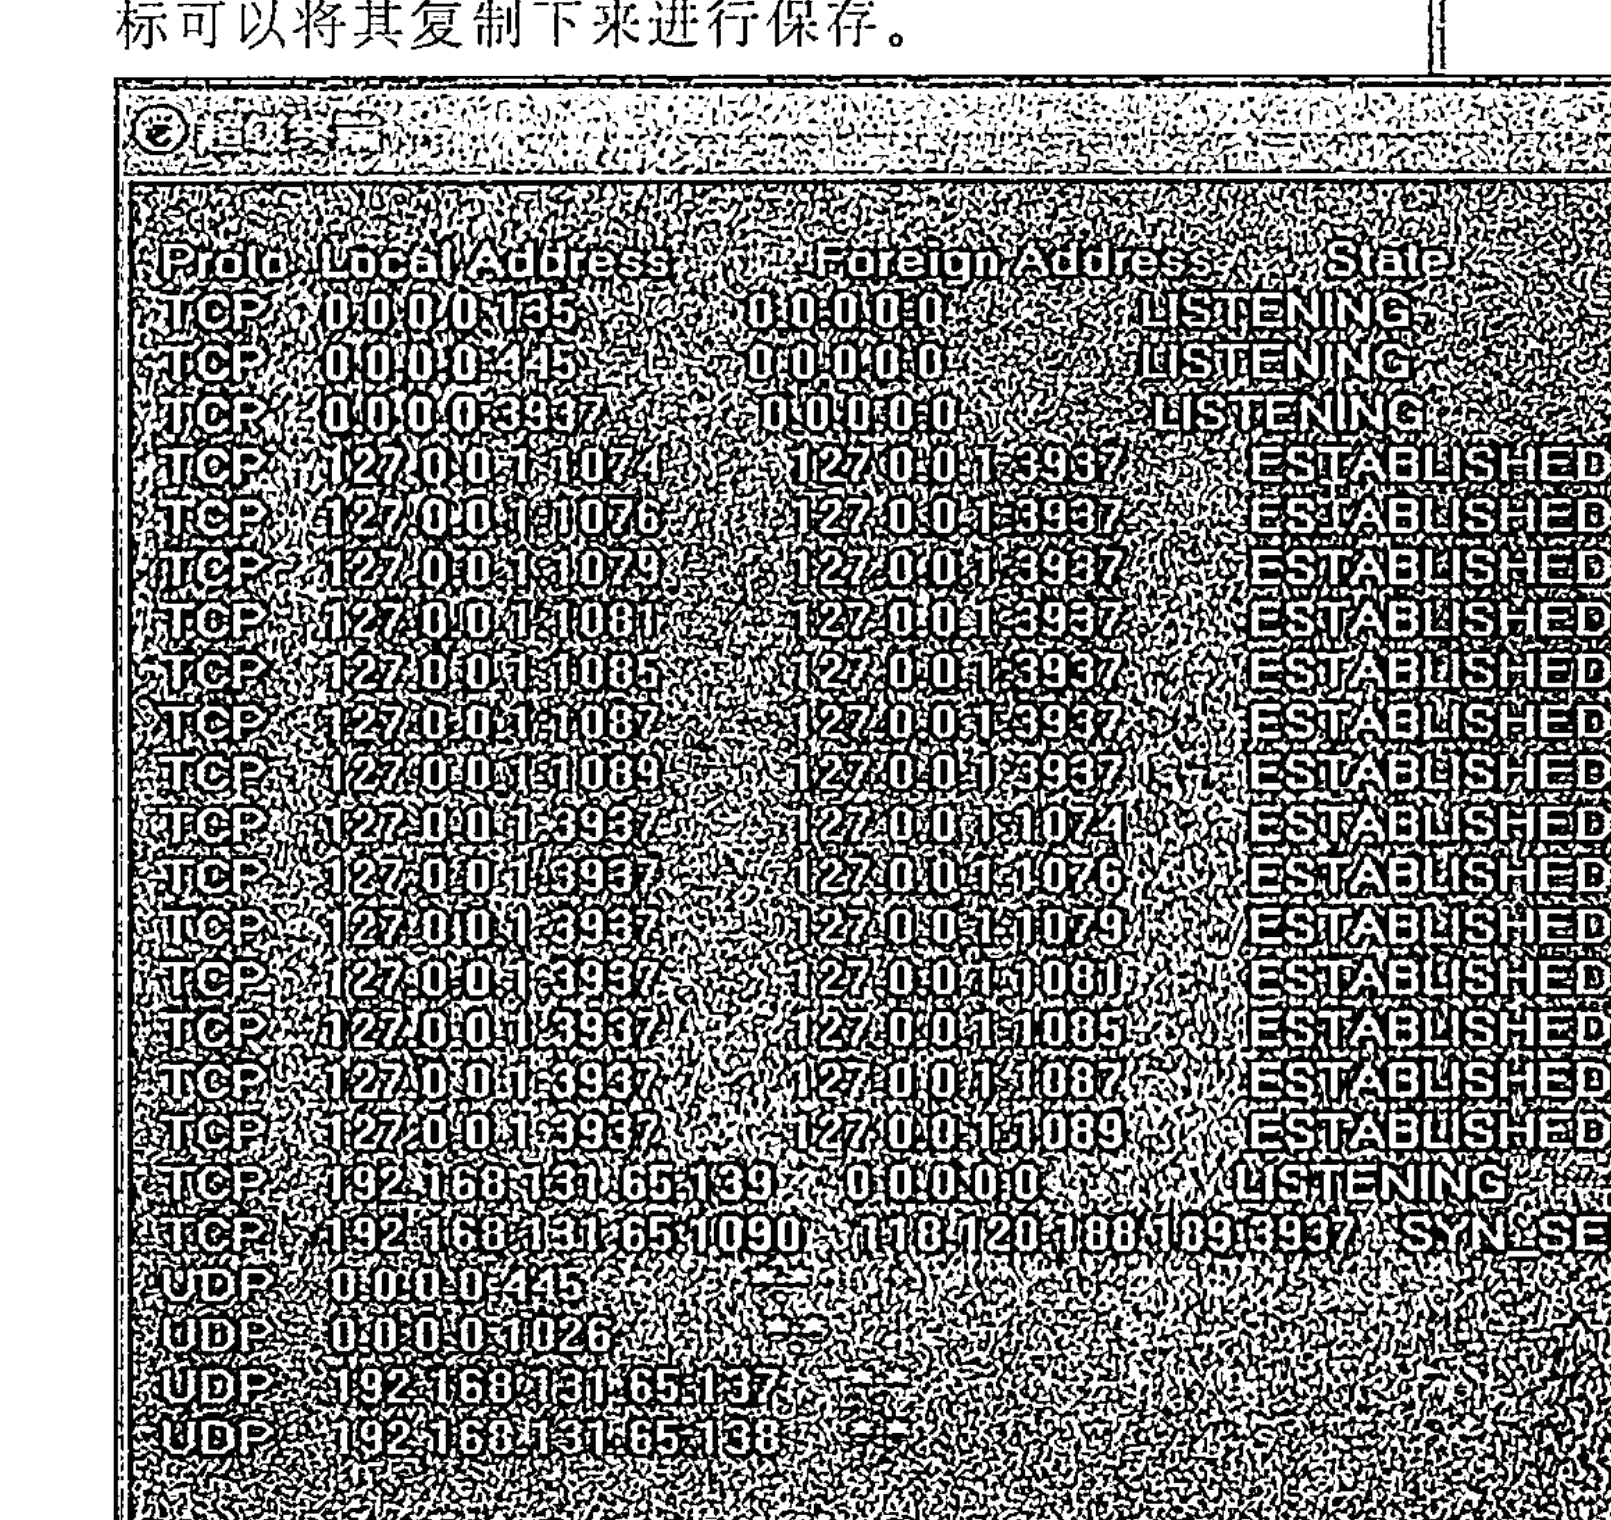 标可以将其复制下来进行保存。
超级终端
Proto Local Address Foreign Address State
TCP 0.0.0.0:135 0.0.0.0:0 LISTENING
TCP 0.0.0.0:445 0.0.0.0:0 LISTENING
TCP 0.0.0.0:3937 0.0.0.0:0 LISTENING
TCP 127.0.0.1:1074 127.0.0.1:3937 ESTABLISHED
TCP 127.0.0.1:1076 127.0.0.1:3937 ESTABLISHED
TCP 127.0.0.1:1079 127.0.0.1:3937 ESTABLISHED
TCP 127.0.0.1:1081 127.0.0.1:3937 ESTABLISHED
TCP 127.0.0.1:1085 127.0.0.1:3937 ESTABLISHED
TCP 127.0.0.1:1087 127.0.0.1:3937 ESTABLISHED
TCP 127.0.0.1:1089 127.0.0.1:3937 ESTABLISHED
TCP 127.0.0.1:3937 127.0.0.1:1074 ESTABLISHED
TCP 127.0.0.1:3937 127.0.0.1:1076 ESTABLISHED
TCP 127.0.0.1:3937 127.0.0.1:1079 ESTABLISHED
TCP 127.0.0.1:3937 127.0.0.1:1081 ESTABLISHED
TCP 127.0.0.1:3937 127.0.0.1:1085 ESTABLISHED
TCP 127.0.0.1:3937 127.0.0.1:1087 ESTABLISHED
TCP 127.0.0.1:3937 127.0.0.1:1089 ESTABLISHED
TCP 192.168.131.65:139 0.0.0.0:0 LISTENING
TCP 192.168.131.65:1090 118.120.188.189:3937 SYN_SE
UDP 0.0.0.0:445 *:*
UDP 0.0.0.0:1026 *:*
UDP 192.168.131.65:137 *:*
UDP 192.168.131.65:138 *:*